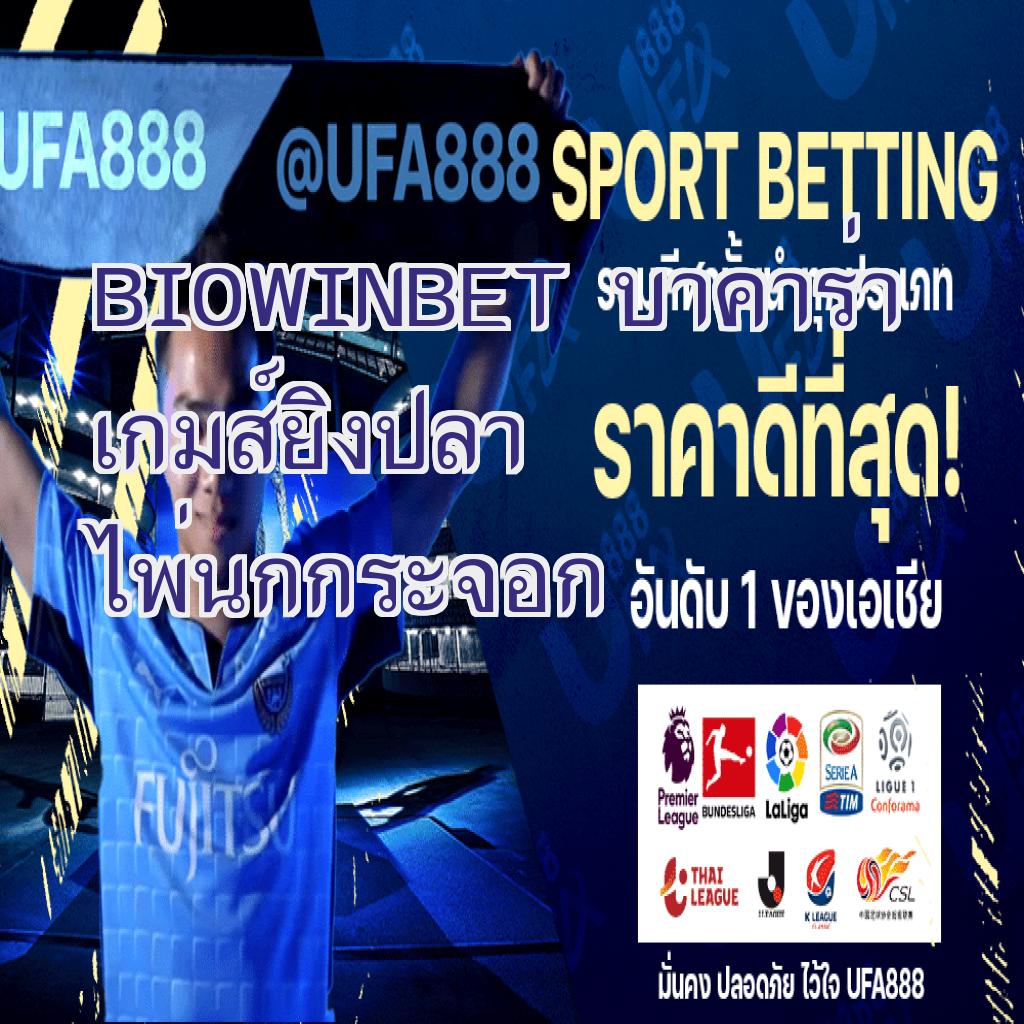 UFA888
@UFA888
SPORT BETTING
BIOWINBET บาคาร่า
ราคาดีที่สุด!
เกมส์ยิงปลา
ไพ่นกกระจอก
อันดับ 1 ของเอเชีย
FUJITSU
Premier League
BUNDESLIGA
LaLiga
SERIE A
TIM
LIGUE 1
Conforama
THAI LEAGUE
J.LEAGUE
K LEAGUE
CSL
มั่นคง ปลอดภัย ไว้ใจ UFA888